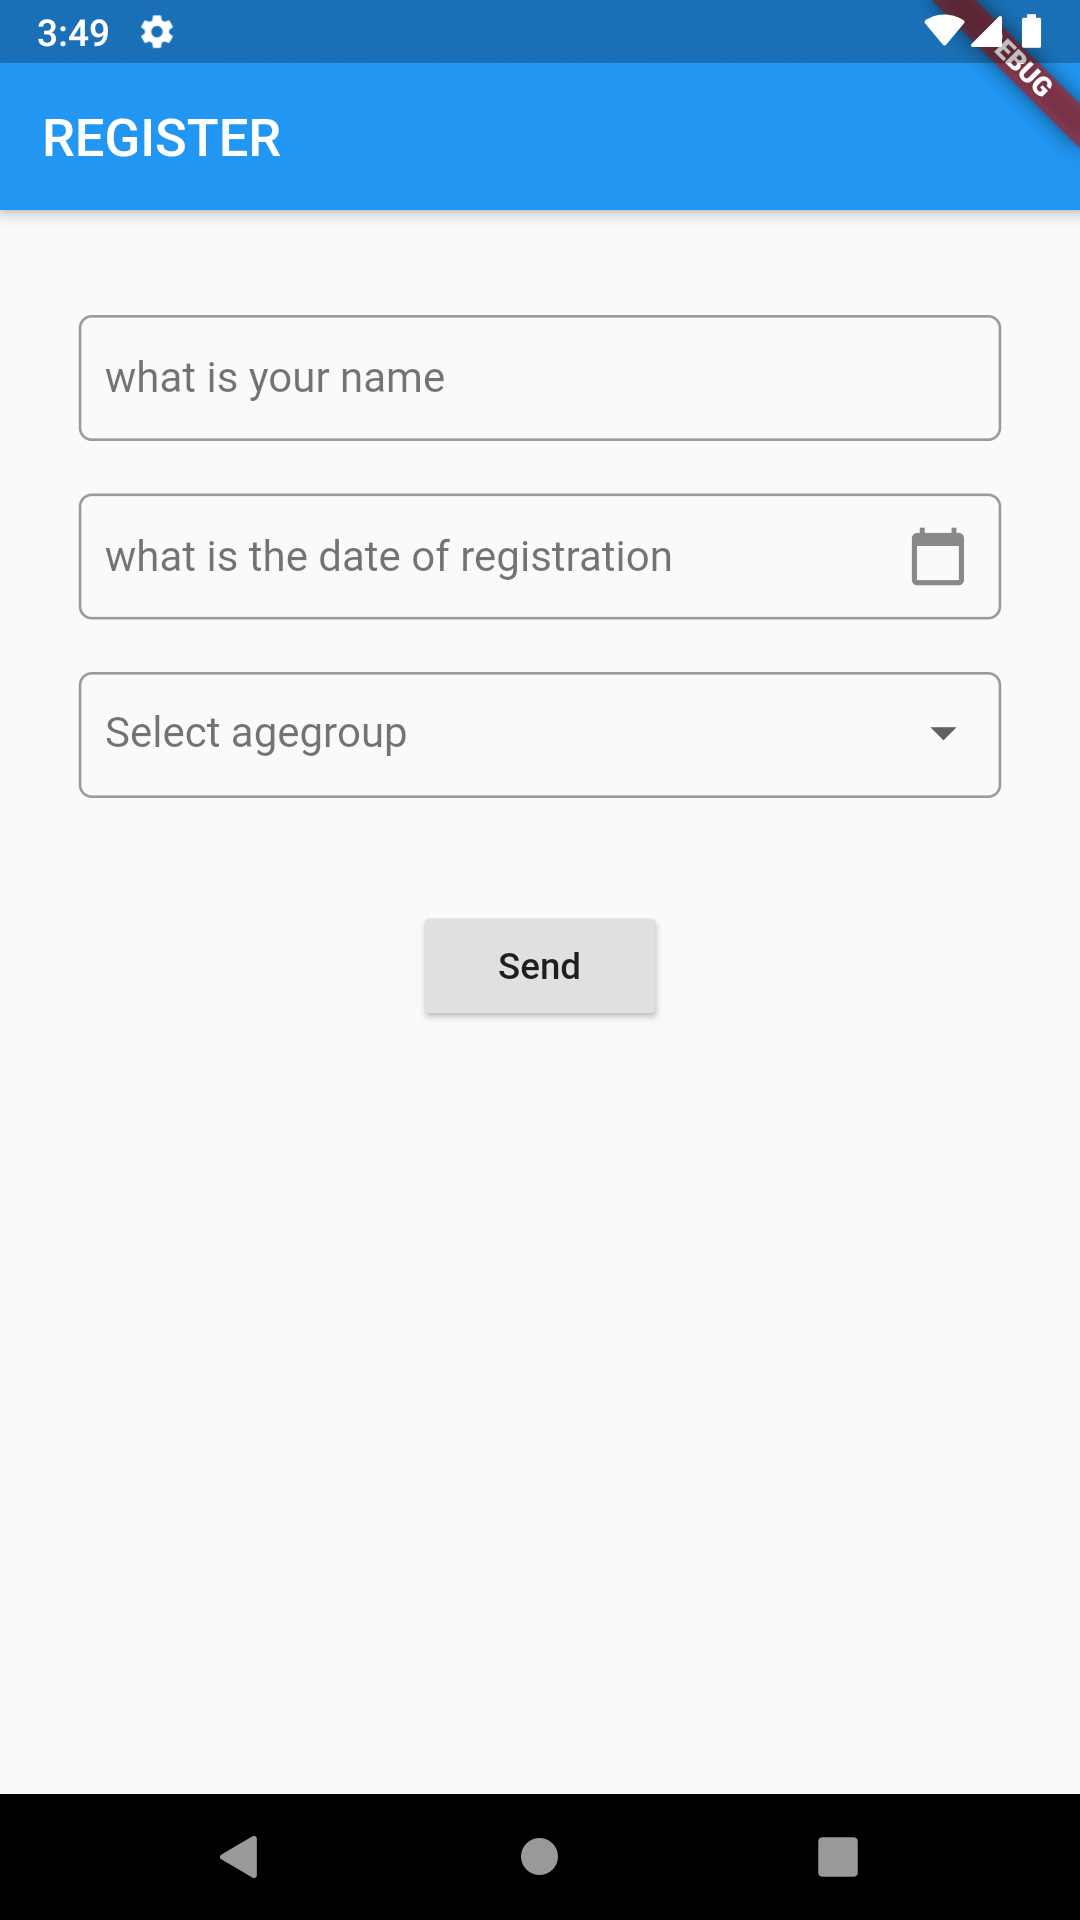 3:49
EBUG
REGISTER
what is your name
what is the date of registration
Select agegroup
Send